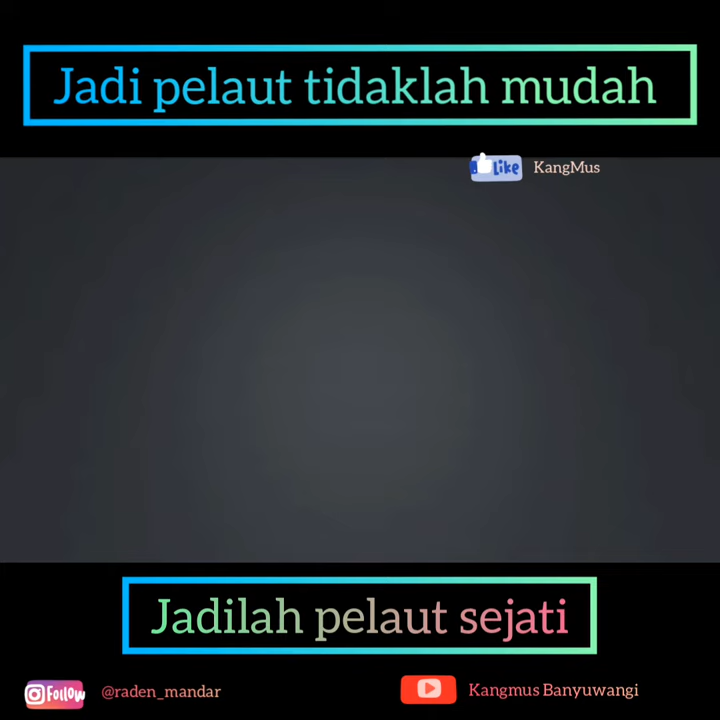 Jadi pelaut tidaklah mudah
Like KangMus
Jadilah pelaut sejati
Follow @raden_mandar
Kangmus Banyuwangi